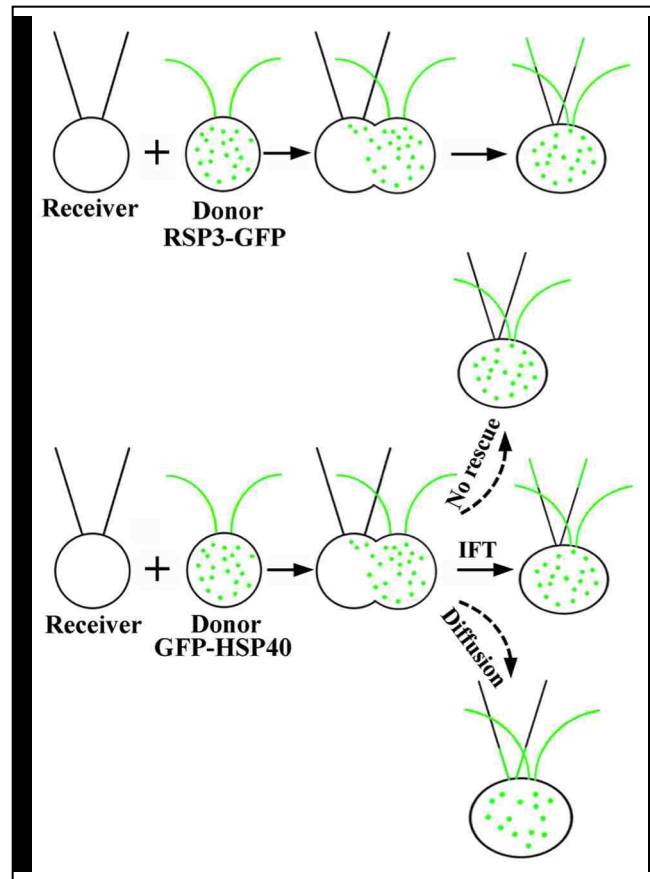 Receiver
Donor
RSP3-GFP
No rescue
IFT
Receiver
Donor
GFP-HSP40
Diffusion